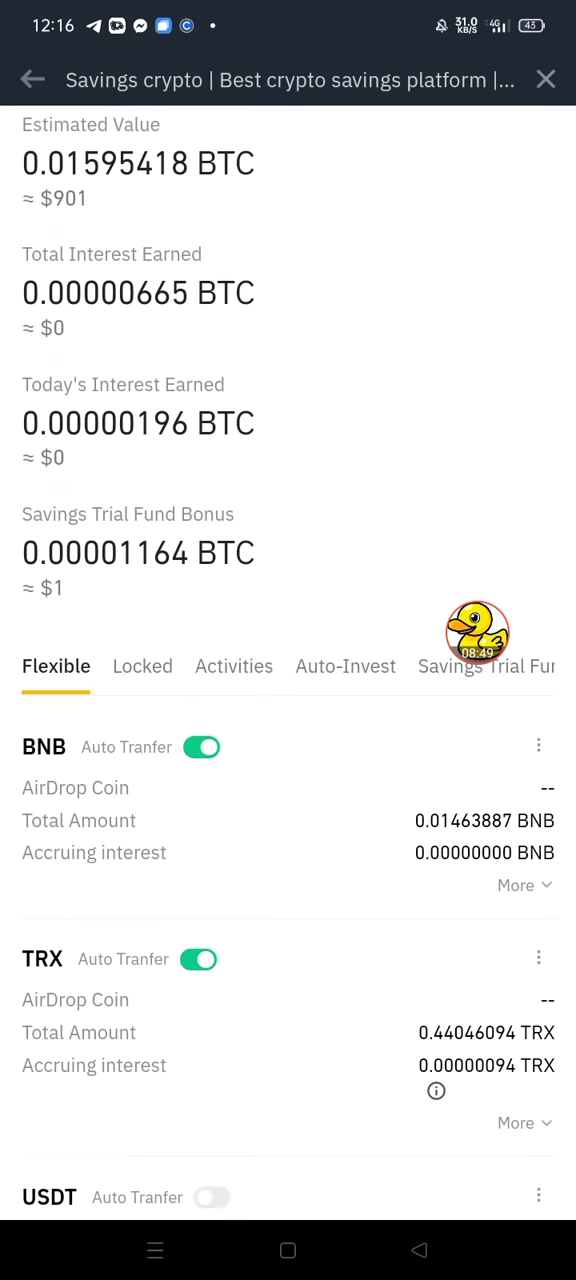 12:16
31.0
KB/S
4G
43
Savings crypto | Best crypto savings platform |...
Estimated Value
0.01595418 BTC
≈ $901
Total Interest Earned
0.00000665 BTC
≈ $0
Today's Interest Earned
0.00000196 BTC
≈ $0
Savings Trial Fund Bonus
0.00001164 BTC
≈ $1
08:49
Flexible Locked Activities Auto-Invest Savings Trial Fur
BNB Auto Tranfer
AirDrop Coin --
Total Amount 0.01463887 BNB
Accruing interest 0.00000000 BNB
More
TRX Auto Tranfer
AirDrop Coin --
Total Amount 0.44046094 TRX
Accruing interest 0.00000094 TRX
More
USDT Auto Tranfer